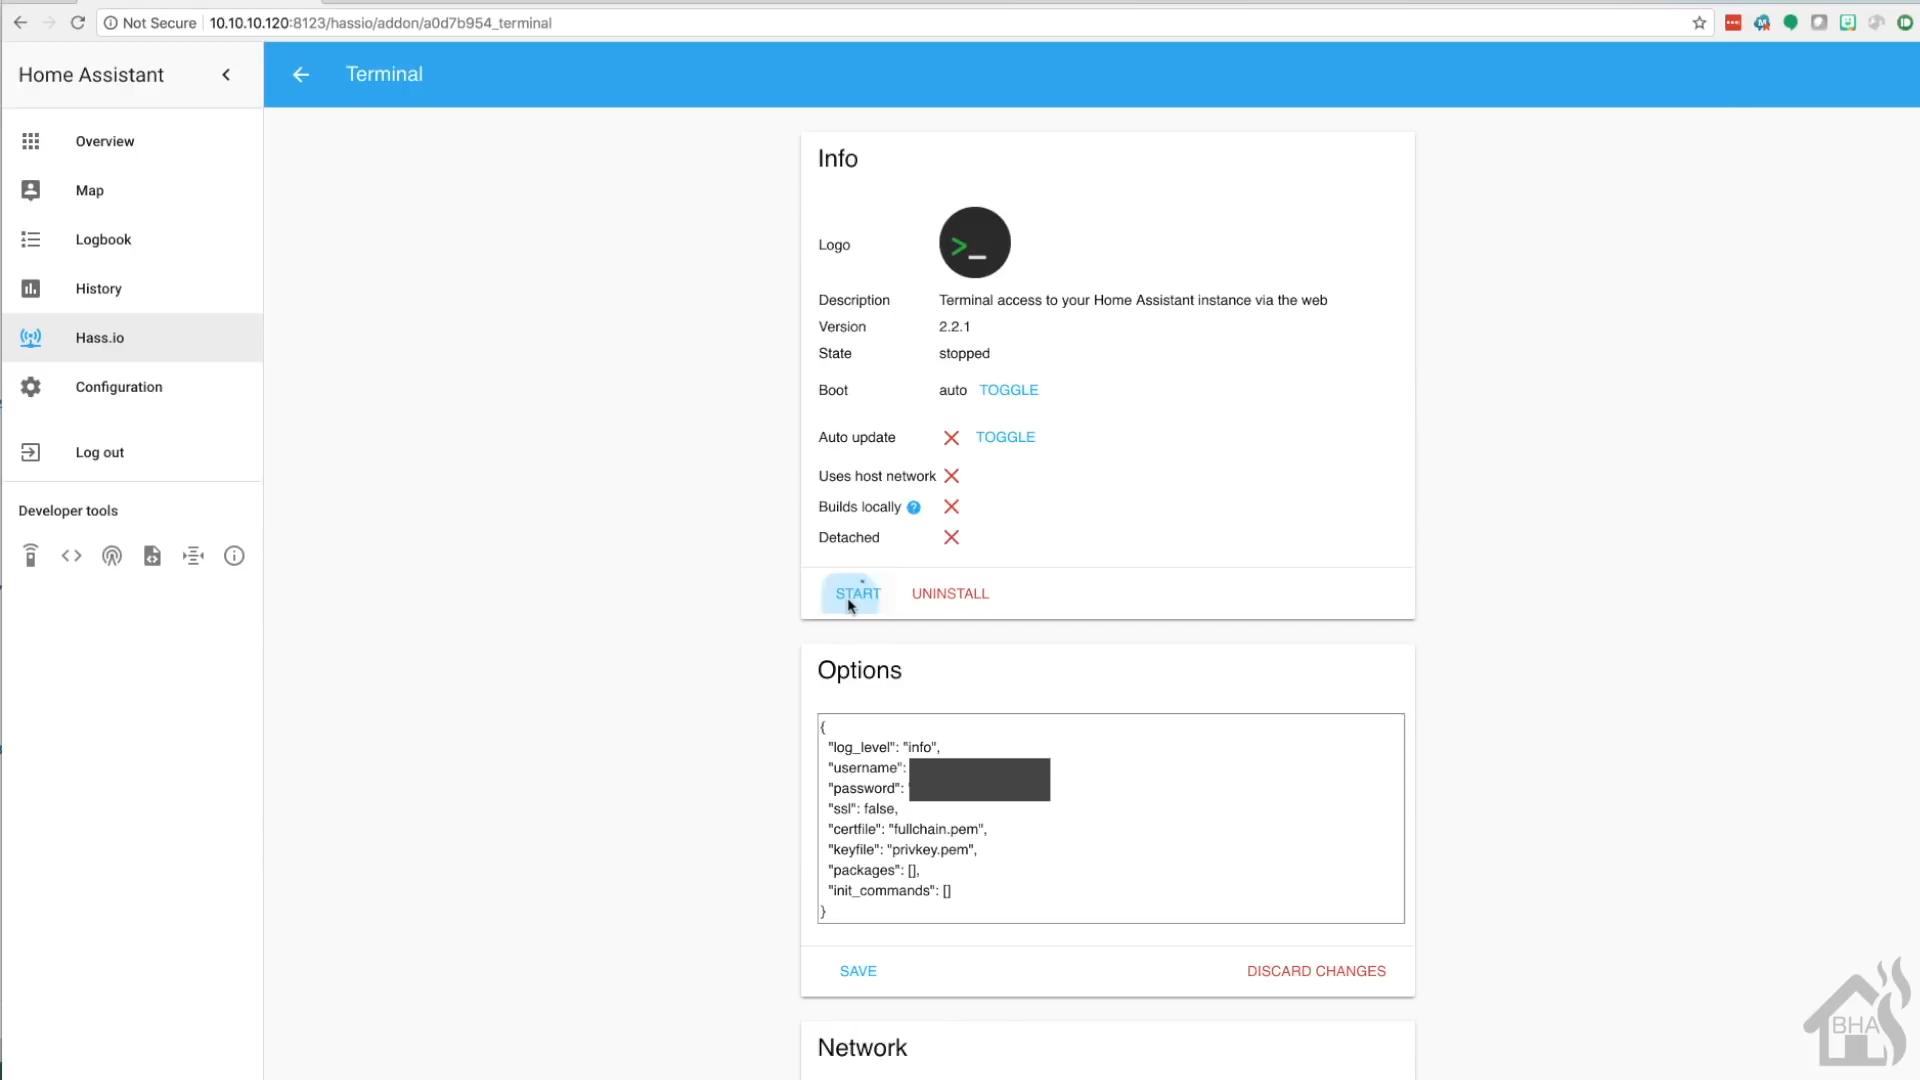 Not Secure 10.10.10.120:8123/hassio/addon/a0d7b954_terminal
Home Assistant
Terminal
Overview
Map
Logbook
History
Hass.io
Configuration
Log out
Developer tools
Info
Logo
>_
Description Terminal access to your Home Assistant instance via the web
Version 2.2.1
State stopped
Boot auto TOGGLE
Auto update TOGGLE
Uses host network
Builds locally ?
Detached
START UNINSTALL
Options
{
"log_level": "info",
"username":
"password": "
"ssl": false,
"certfile": "fullchain.pem",
"keyfile": "privkey.pem",
"packages": [],
"init_commands": []
}
SAVE DISCARD CHANGES
Network
BHA